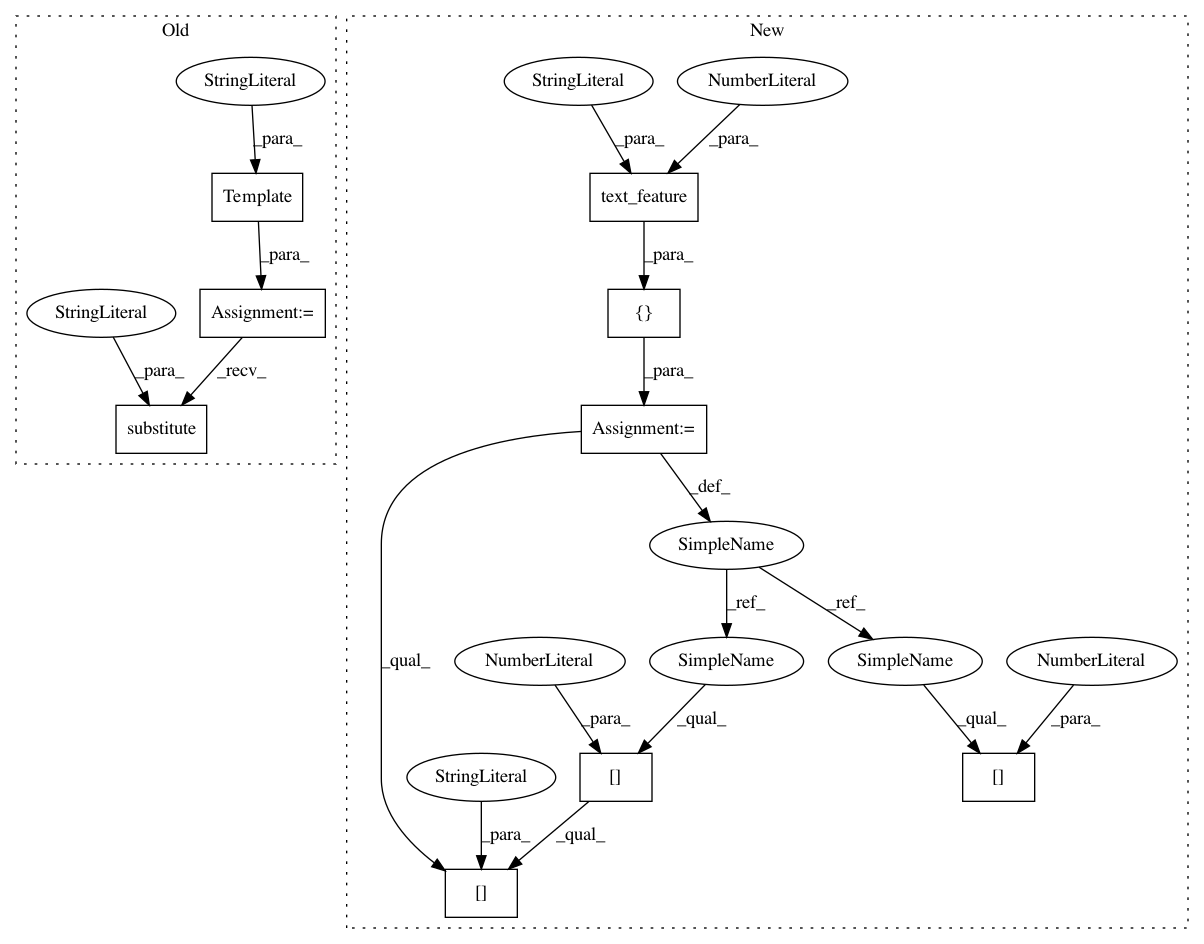 Old
New
StringLiteral
StringLiteral
NumberLiteral
_para_
_para_
_para_
Template
text_feature
_para_
_para_
StringLiteral
Assignment:=
{}
_para_
_recv_
_para_
substitute
Assignment:=
_def_
SimpleName
_qual_
_ref_
_ref_
NumberLiteral
SimpleName
SimpleName
NumberLiteral
_para_
_qual_
_qual_
_para_
StringLiteral
[]
[]
_para_
_qual_
[]